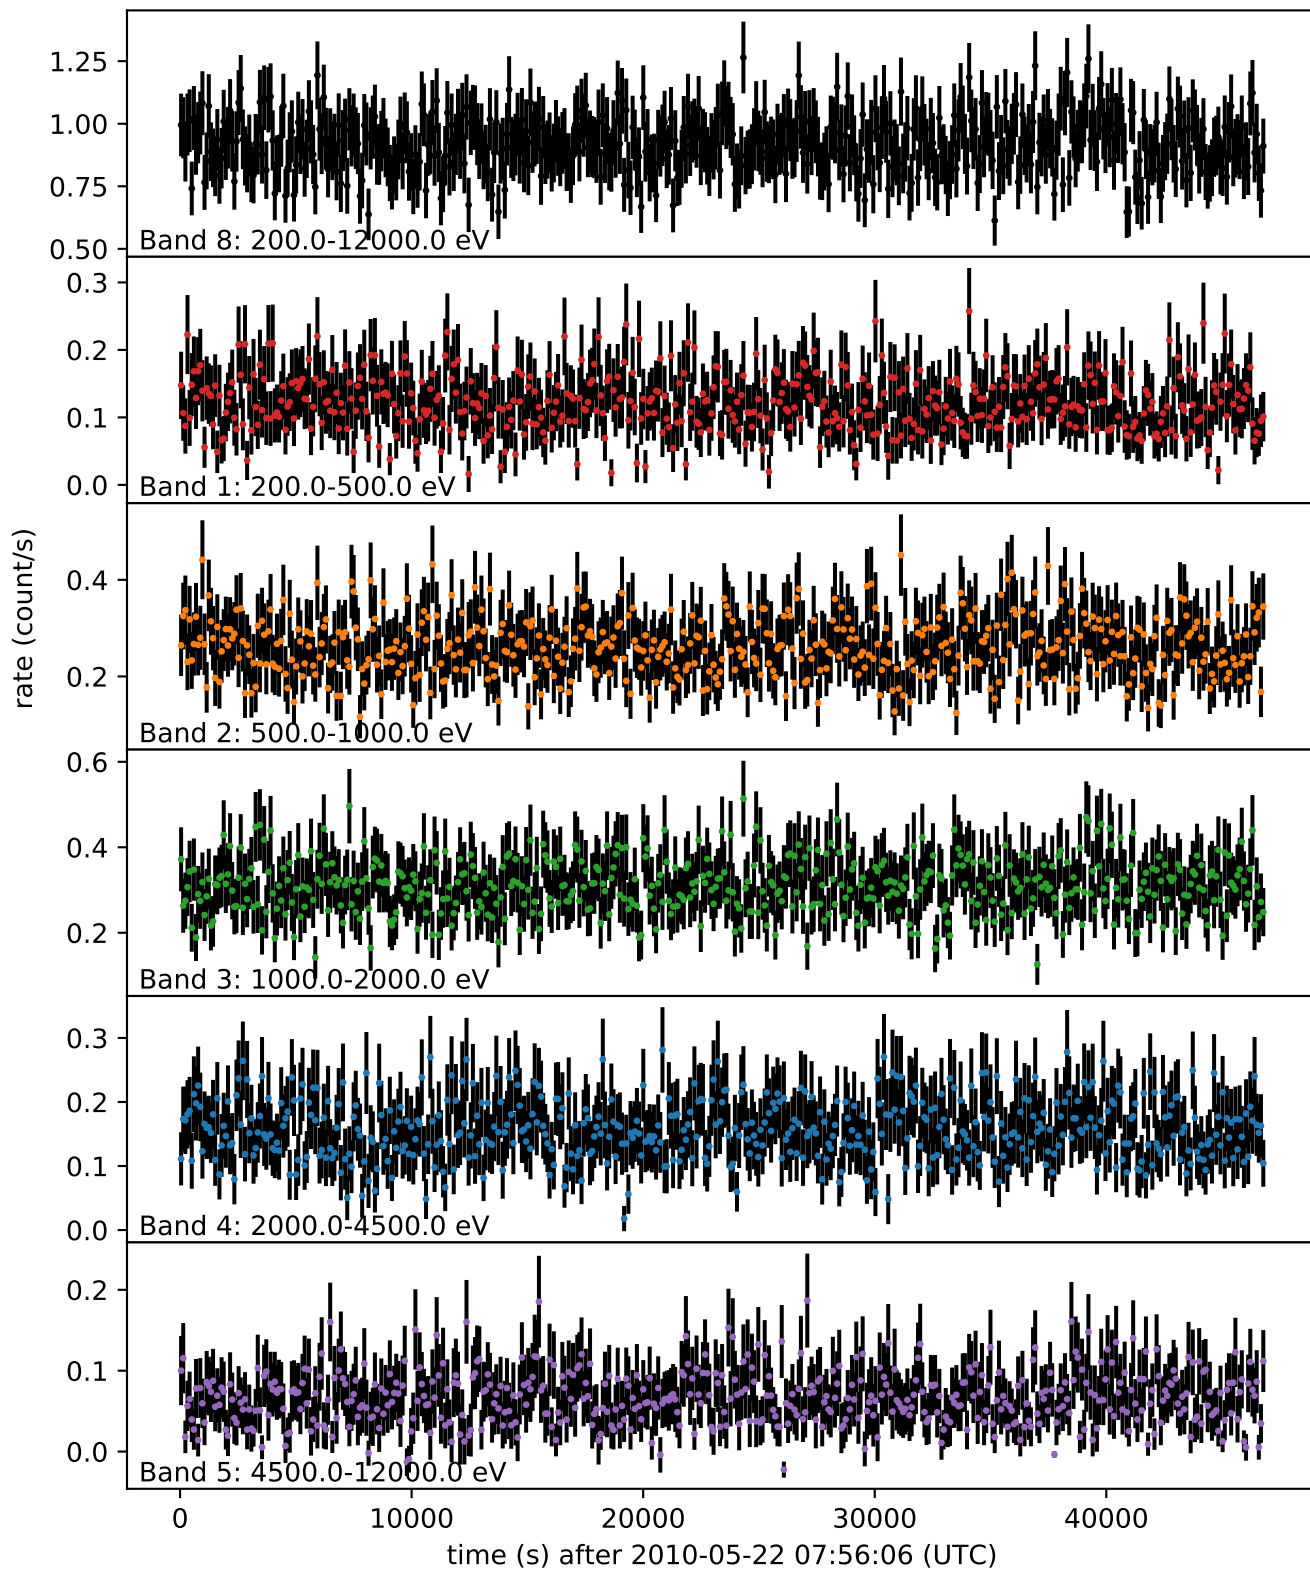 1.25
1.00
0.75
0.50
Band 8: 200.0-12000.0 eV
0.3
0.2
0.1
0.0
Band 1: 200.0-500.0 eV
rate (count/s)
0.4
0.2
Band 2: 500.0-1000.0 eV
0.6
0.4
0.2
Band 3: 1000.0-2000.0 eV
0.3
0.2
0.1
0.0
Band 4: 2000.0-4500.0 eV
0.2
0.1
0.0
Band 5: 4500.0-12000.0 eV
0 10000 20000 30000 40000
time (s) after 2010-05-22 07:56:06 (UTC)